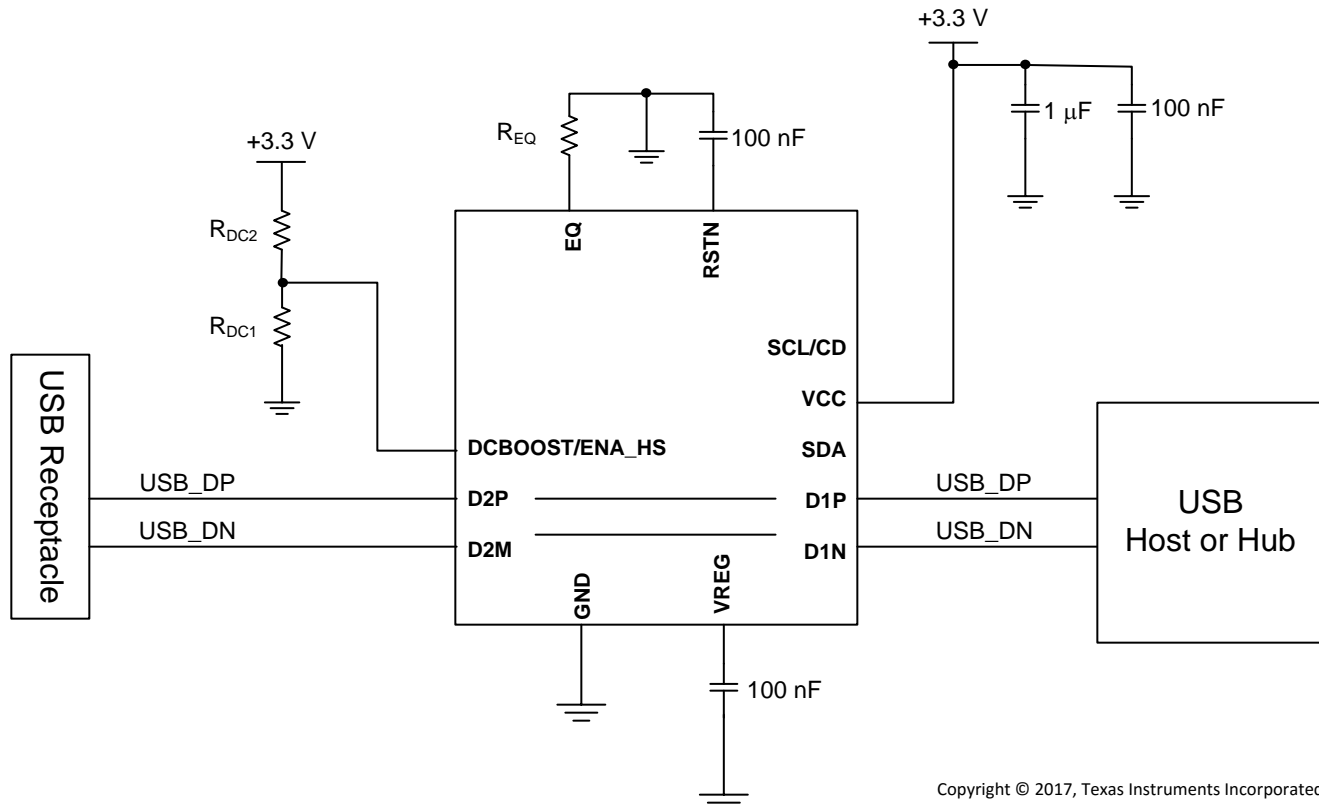 +3.3 V
1 μF
100 nF
R_EQ
100 nF
+3.3 V
R_DC2
R_DC1
EQ
RSTN
SCL/CD
VCC
SDA
DCBOOST/ENA_HS
D2P
D2M
D1P
D1N
GND
VREG
USB Receptacle
USB_DP
USB_DN
USB_DP
USB_DN
USB
Host or Hub
100 nF
Copyright © 2017, Texas Instruments Incorporated